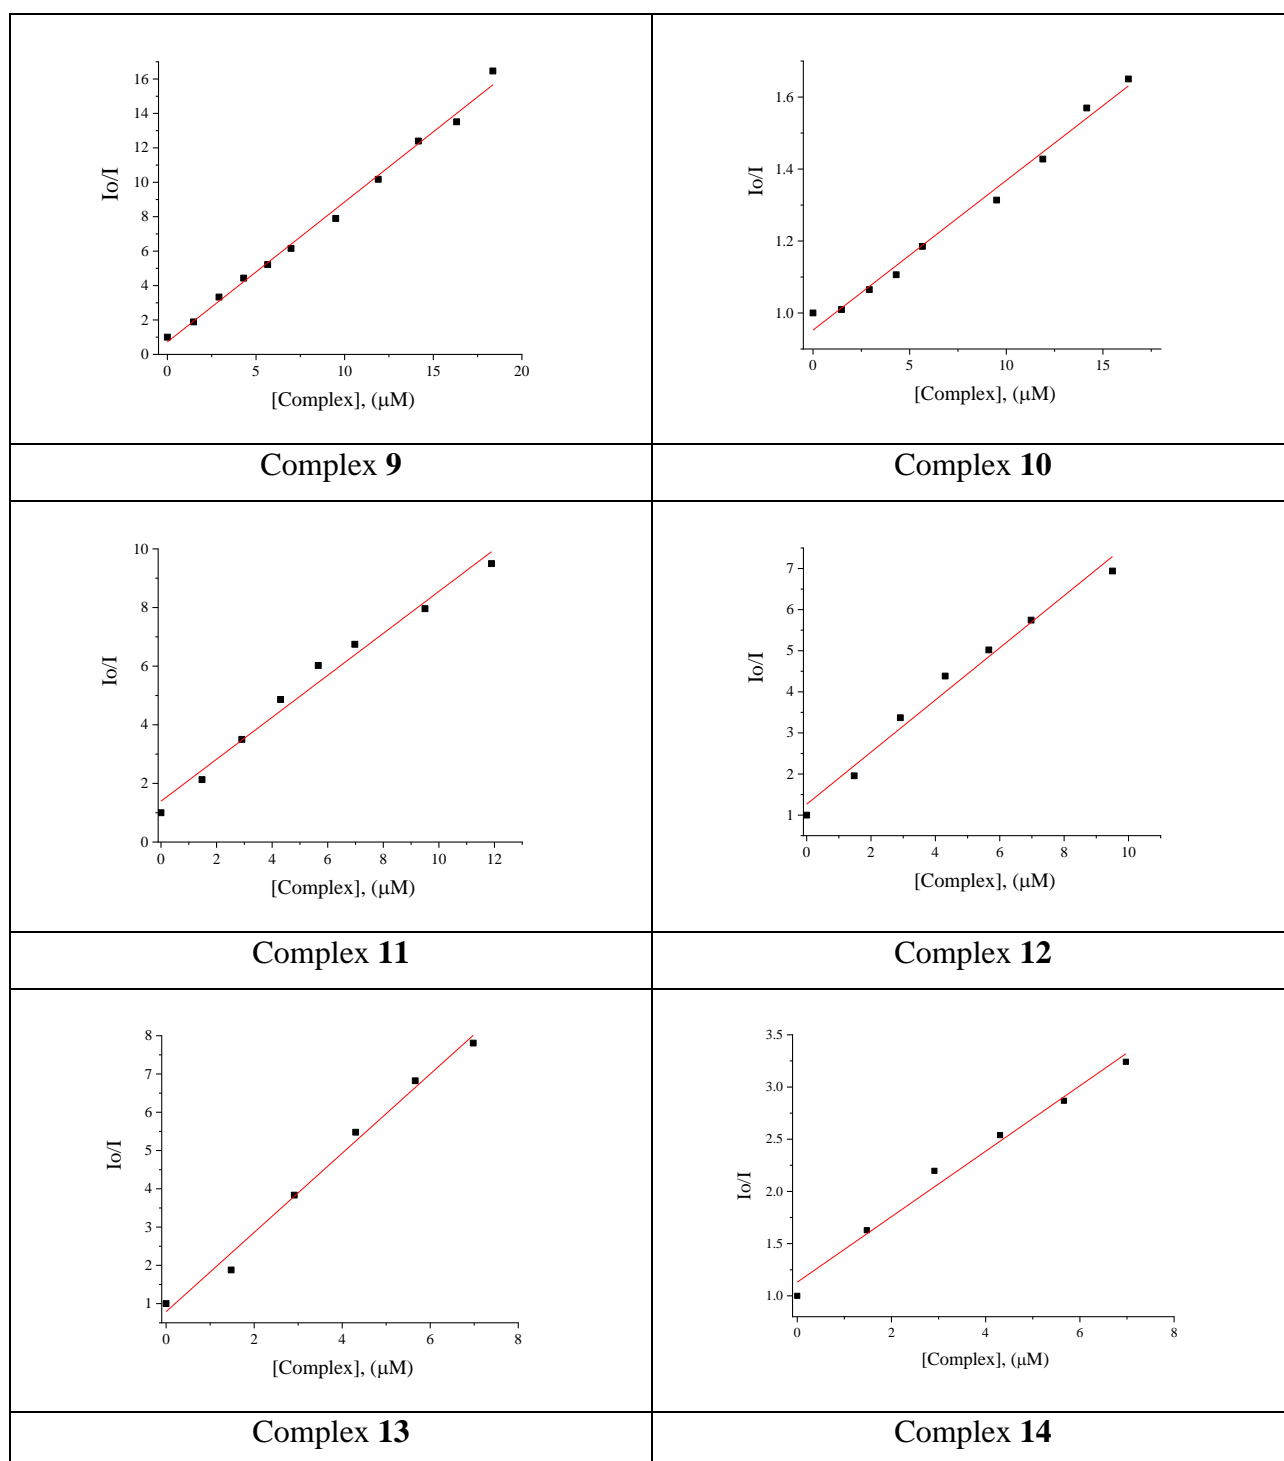 16
14
12
10
8
6
4
2
0
Io/I
0 5 10 15 20
[Complex], (μM)
1.6
1.4
1.2
1.0
Io/I
0 5 10 15
[Complex], (μM)
Complex 9
Complex 10
10
8
6
4
2
0
Io/I
0 2 4 6 8 10 12
[Complex], (μM)
7
6
5
4
3
2
1
Io/I
0 2 4 6 8 10
[Complex], (μM)
Complex 11
Complex 12
8
7
6
5
4
3
2
1
Io/I
0 2 4 6 8
[Complex], (μM)
3.5
3.0
2.5
2.0
1.5
1.0
Io/I
0 2 4 6 8
[Complex], (μM)
Complex 13
Complex 14